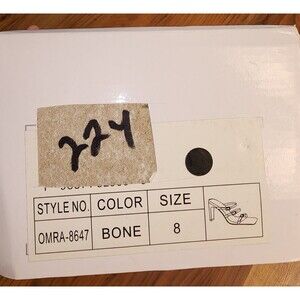 224
STYLE NO. COLOR SIZE
OMRA-8647 BONE 8